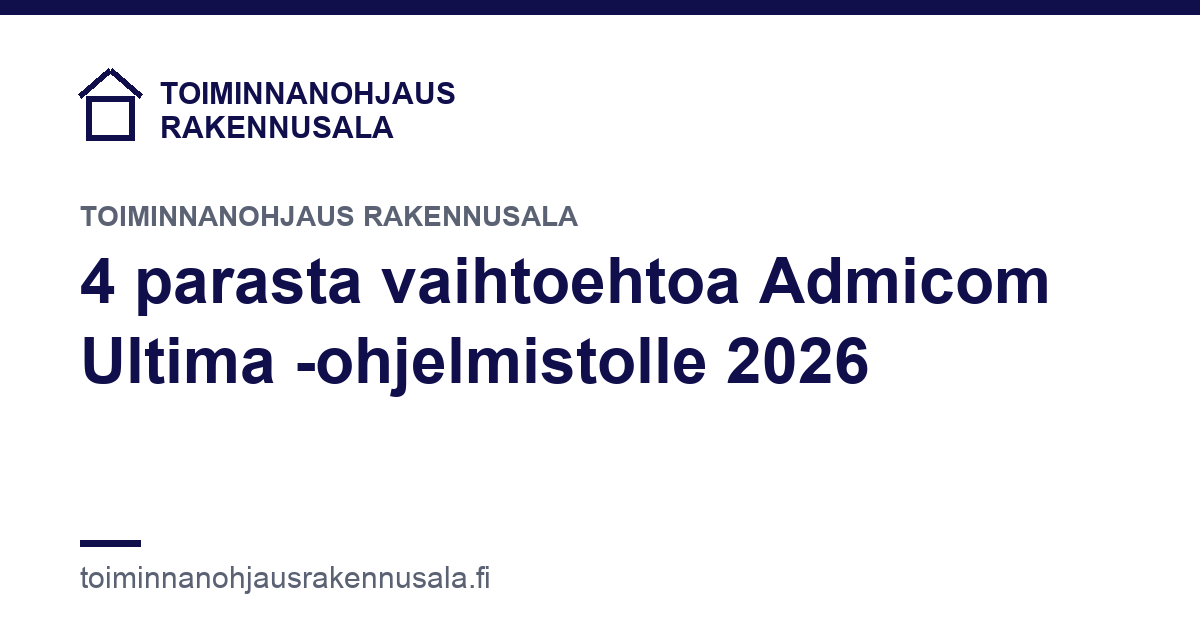 TOIMINNANOHJAUS
RAKENNUSALA
TOIMINNANOHJAUS RAKENNUSALA
4 parasta vaihtoehtoa Admicom
Ultima -ohjelmistolle 2026
toiminnanohjausrakennusala.fi